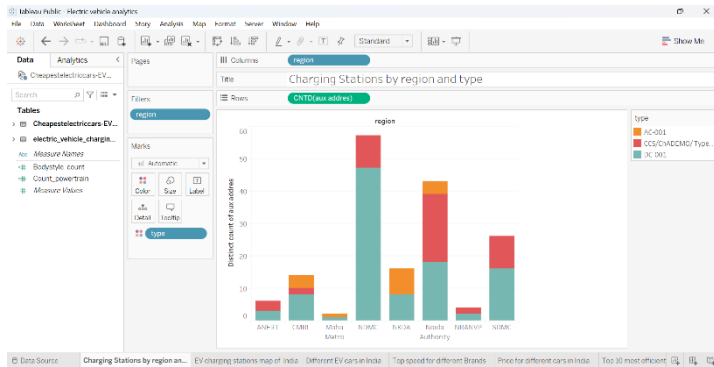 Tableau Public - Electric vehicle analytics
File Data Worksheet Dashboard Story Analysis Map Format Server Window Help
Standard
Show Me
Data Analytics
Cheapestelectriccars-EV...
Search
Tables
Cheapestelectriccars-EV...
electric_vehicle_chargin...
Abc Measure Names
Bodystyle_count
Count_powertrain
Measure Values
Pages
Filters
region
Marks
Automatic
Color Size Label
Detail Tooltip
type
Columns region
Title Charging Stations by region and type
Rows CNTD(aux addres)
region
60
50
40
30
20
10
0
Distinct count of aux addres
CMRL Maha Metro NDMC NKDA Noida Authority SDMC
type
AC-001
CCS/CHADEMO/Type...
DC-001
Data Source Charging Stations by region an... EV charging stations map of India Different EV cars in India Top speed for different Brands Price for different cars in India Top 10 most efficient